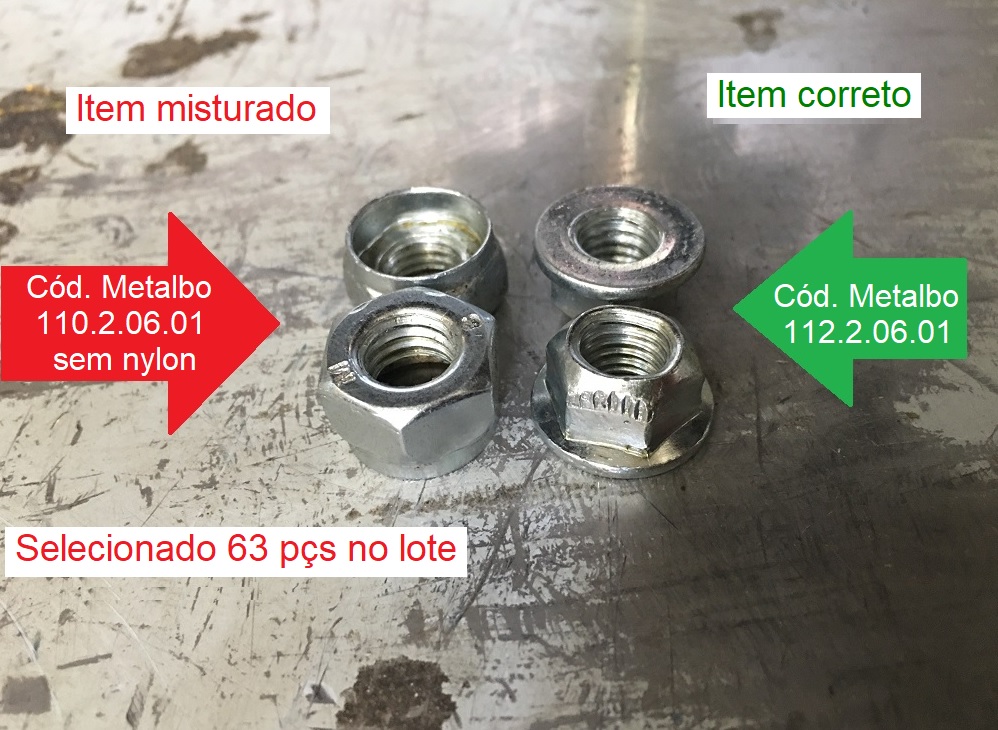 Item misturado
Item correto
Cód. Metalbo
110.2.06.01
sem nylon
Cód. Metalbo
112.2.06.01
Selecionado 63 pçs no lote